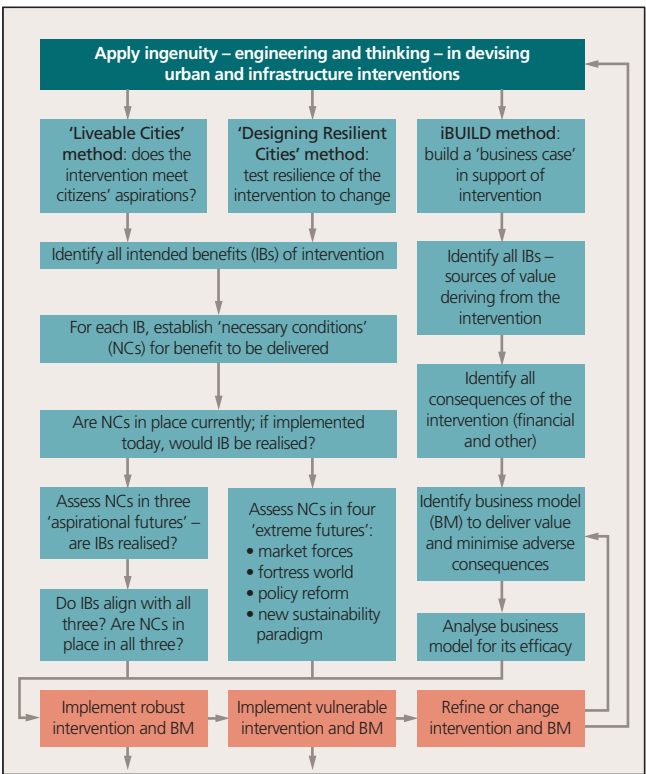 Apply ingenuity – engineering and thinking – in devising
urban and infrastructure interventions
'Liveable Cities'
method: does the
intervention meet
citizens' aspirations?
'Designing Resilient
Cities' method:
test resilience of the
intervention to change
iBUILD method:
build a 'business case'
in support of
intervention
Identify all intended benefits (IBs) of intervention
Identify all IBs –
sources of value
deriving from the
intervention
For each IB, establish 'necessary conditions'
(NCs) for benefit to be delivered
Identify all
consequences of the
intervention (financial
and other)
Are NCs in place currently; if implemented
today, would IB be realised?
Assess NCs in three
'aspirational futures' –
are IBs realised?
Assess NCs in four
'extreme futures':
• market forces
• fortress world
• policy reform
• new sustainability
paradigm
Identify business model
(BM) to deliver value
and minimise adverse
consequences
Do IBs align with all
three? Are NCs in
place in all three?
Analyse business
model for its efficacy
Implement robust
intervention and BM
Implement vulnerable
intervention and BM
Refine or change
intervention and BM